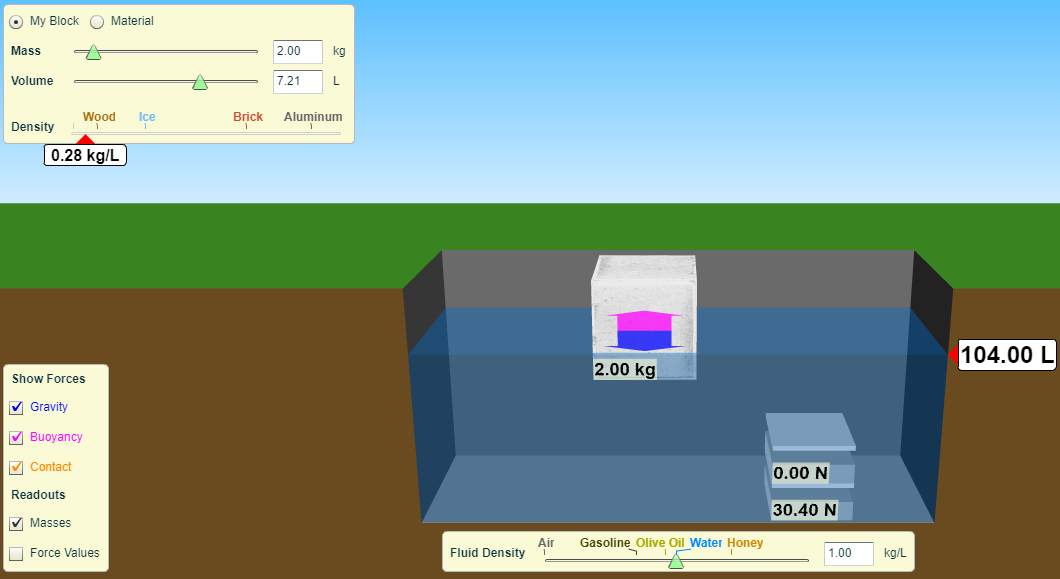 My Block Material
Mass 2.00 kg
Volume 7.21 L
Wood Ice Brick Aluminum
Density
0.28 kg/L
104.00 L
2.00 kg
Show Forces
Gravity
Buoyancy
Contact
Readouts
Masses
Force Values
0.00 N
30.40 N
Air Gasoline Olive Oil Water Honey
Fluid Density 1.00 kg/L